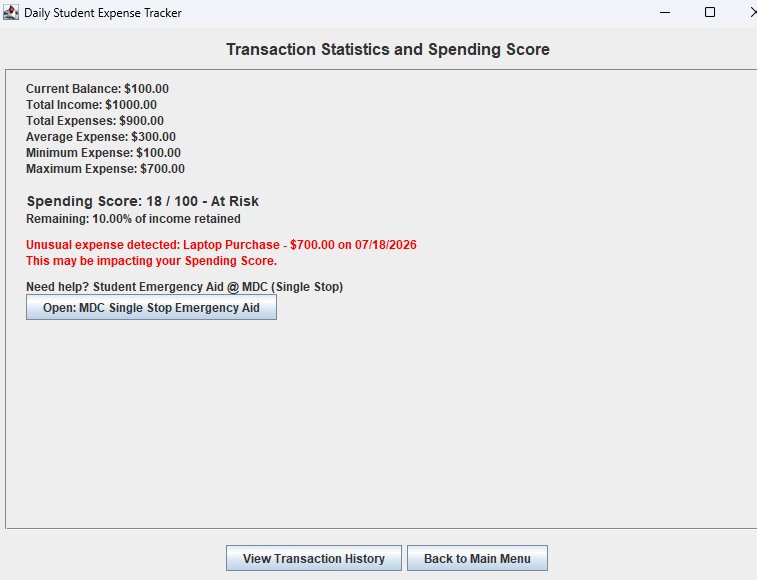 Daily Student Expense Tracker
Transaction Statistics and Spending Score
Current Balance: $100.00
Total Income: $1000.00
Total Expenses: $900.00
Average Expense: $300.00
Minimum Expense: $100.00
Maximum Expense: $700.00
Spending Score: 18 / 100 - At Risk
Remaining: 10.00% of income retained
Unusual expense detected: Laptop Purchase - $700.00 on 07/18/2026
This may be impacting your Spending Score.
Need help? Student Emergency Aid @ MDC (Single Stop)
Open: MDC Single Stop Emergency Aid
View Transaction History
Back to Main Menu